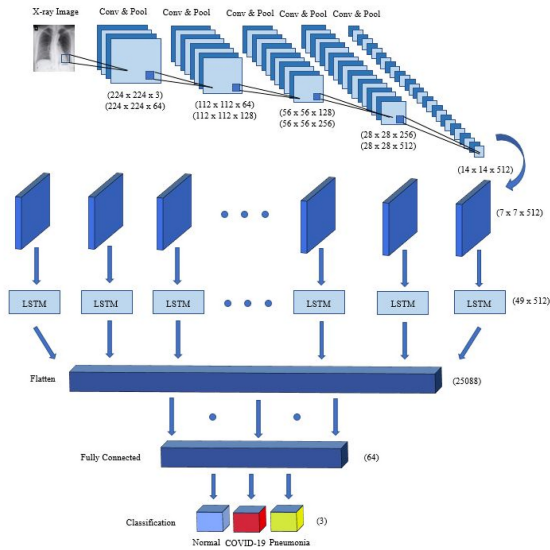 X-ray Image Conv & Pool Conv & Pool Conv & Pool Conv & Pool Conv & Pool
(224 x 224 x 3)
(224 x 224 x 64)
(112 x 112 x 64)
(112 x 112 x 128)
(56 x 56 x 128)
(56 x 56 x 256)
(28 x 28 x 256)
(28 x 28 x 512)
(14 x 14 x 512)
(7 x 7 x 512)
LSTM LSTM LSTM LSTM LSTM LSTM (49 x 512)
Flatten (25088)
Fully Connected (64)
Classification (3)
Normal COVID-19 Pneumonia